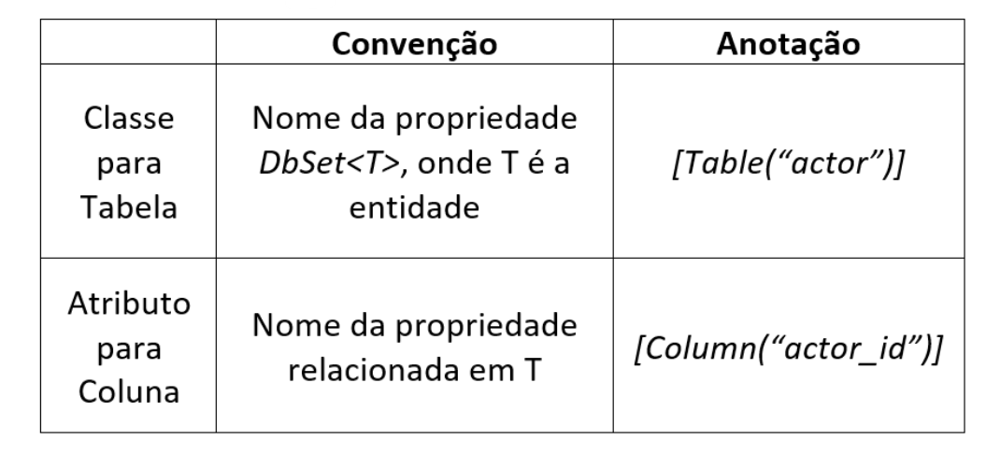 Convenção
Anotação
Classe
para
Tabela
Nome da propriedade
DbSet<T>, onde T é a
entidade
[Table(“actor”)]
Atributo
para
Coluna
Nome da propriedade
relacionada em T
[Column(“actor_id”)]